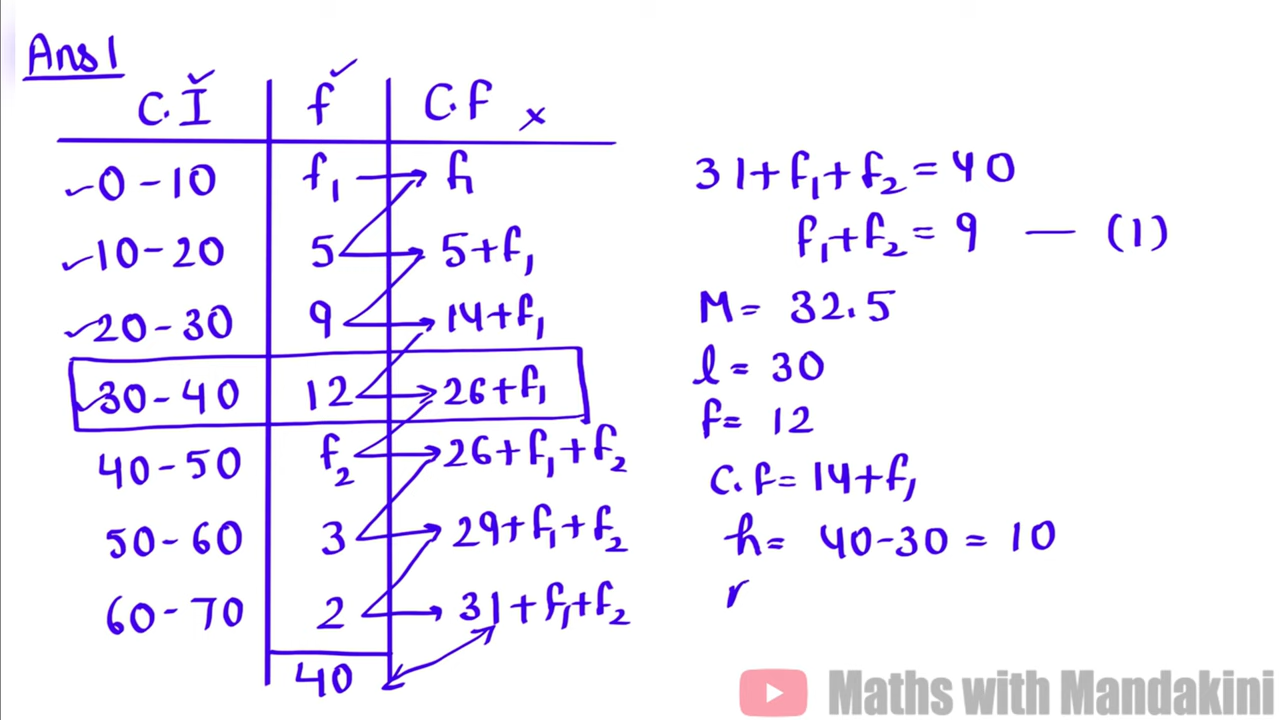 Ans 1
C.I f C.F x
0-10 f₁ f₁
10-20 5 5+f₁
20-30 9 14+f₁
30-40 12 26+f₁
40-50 f₂ 26+f₁+f₂
50-60 3 29+f₁+f₂
60-70 2 31+f₁+f₂
40
31+f₁+f₂=40
f₁+f₂=9 — (1)
M= 32.5
l= 30
f= 12
C.f= 14+f₁
h= 40-30=10
Maths with Mandakini